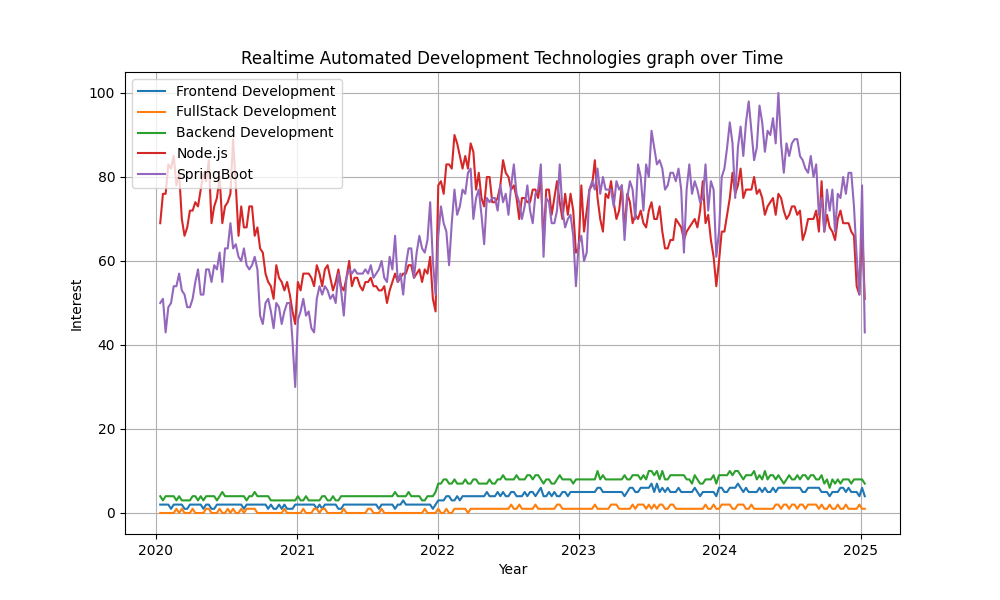 Realtime Automated Development Technologies graph over Time
100
80
60
40
20
0
Interest
Frontend Development
FullStack Development
Backend Development
Node.js
SpringBoot
2020
2021
2022
2023
2024
2025
Year